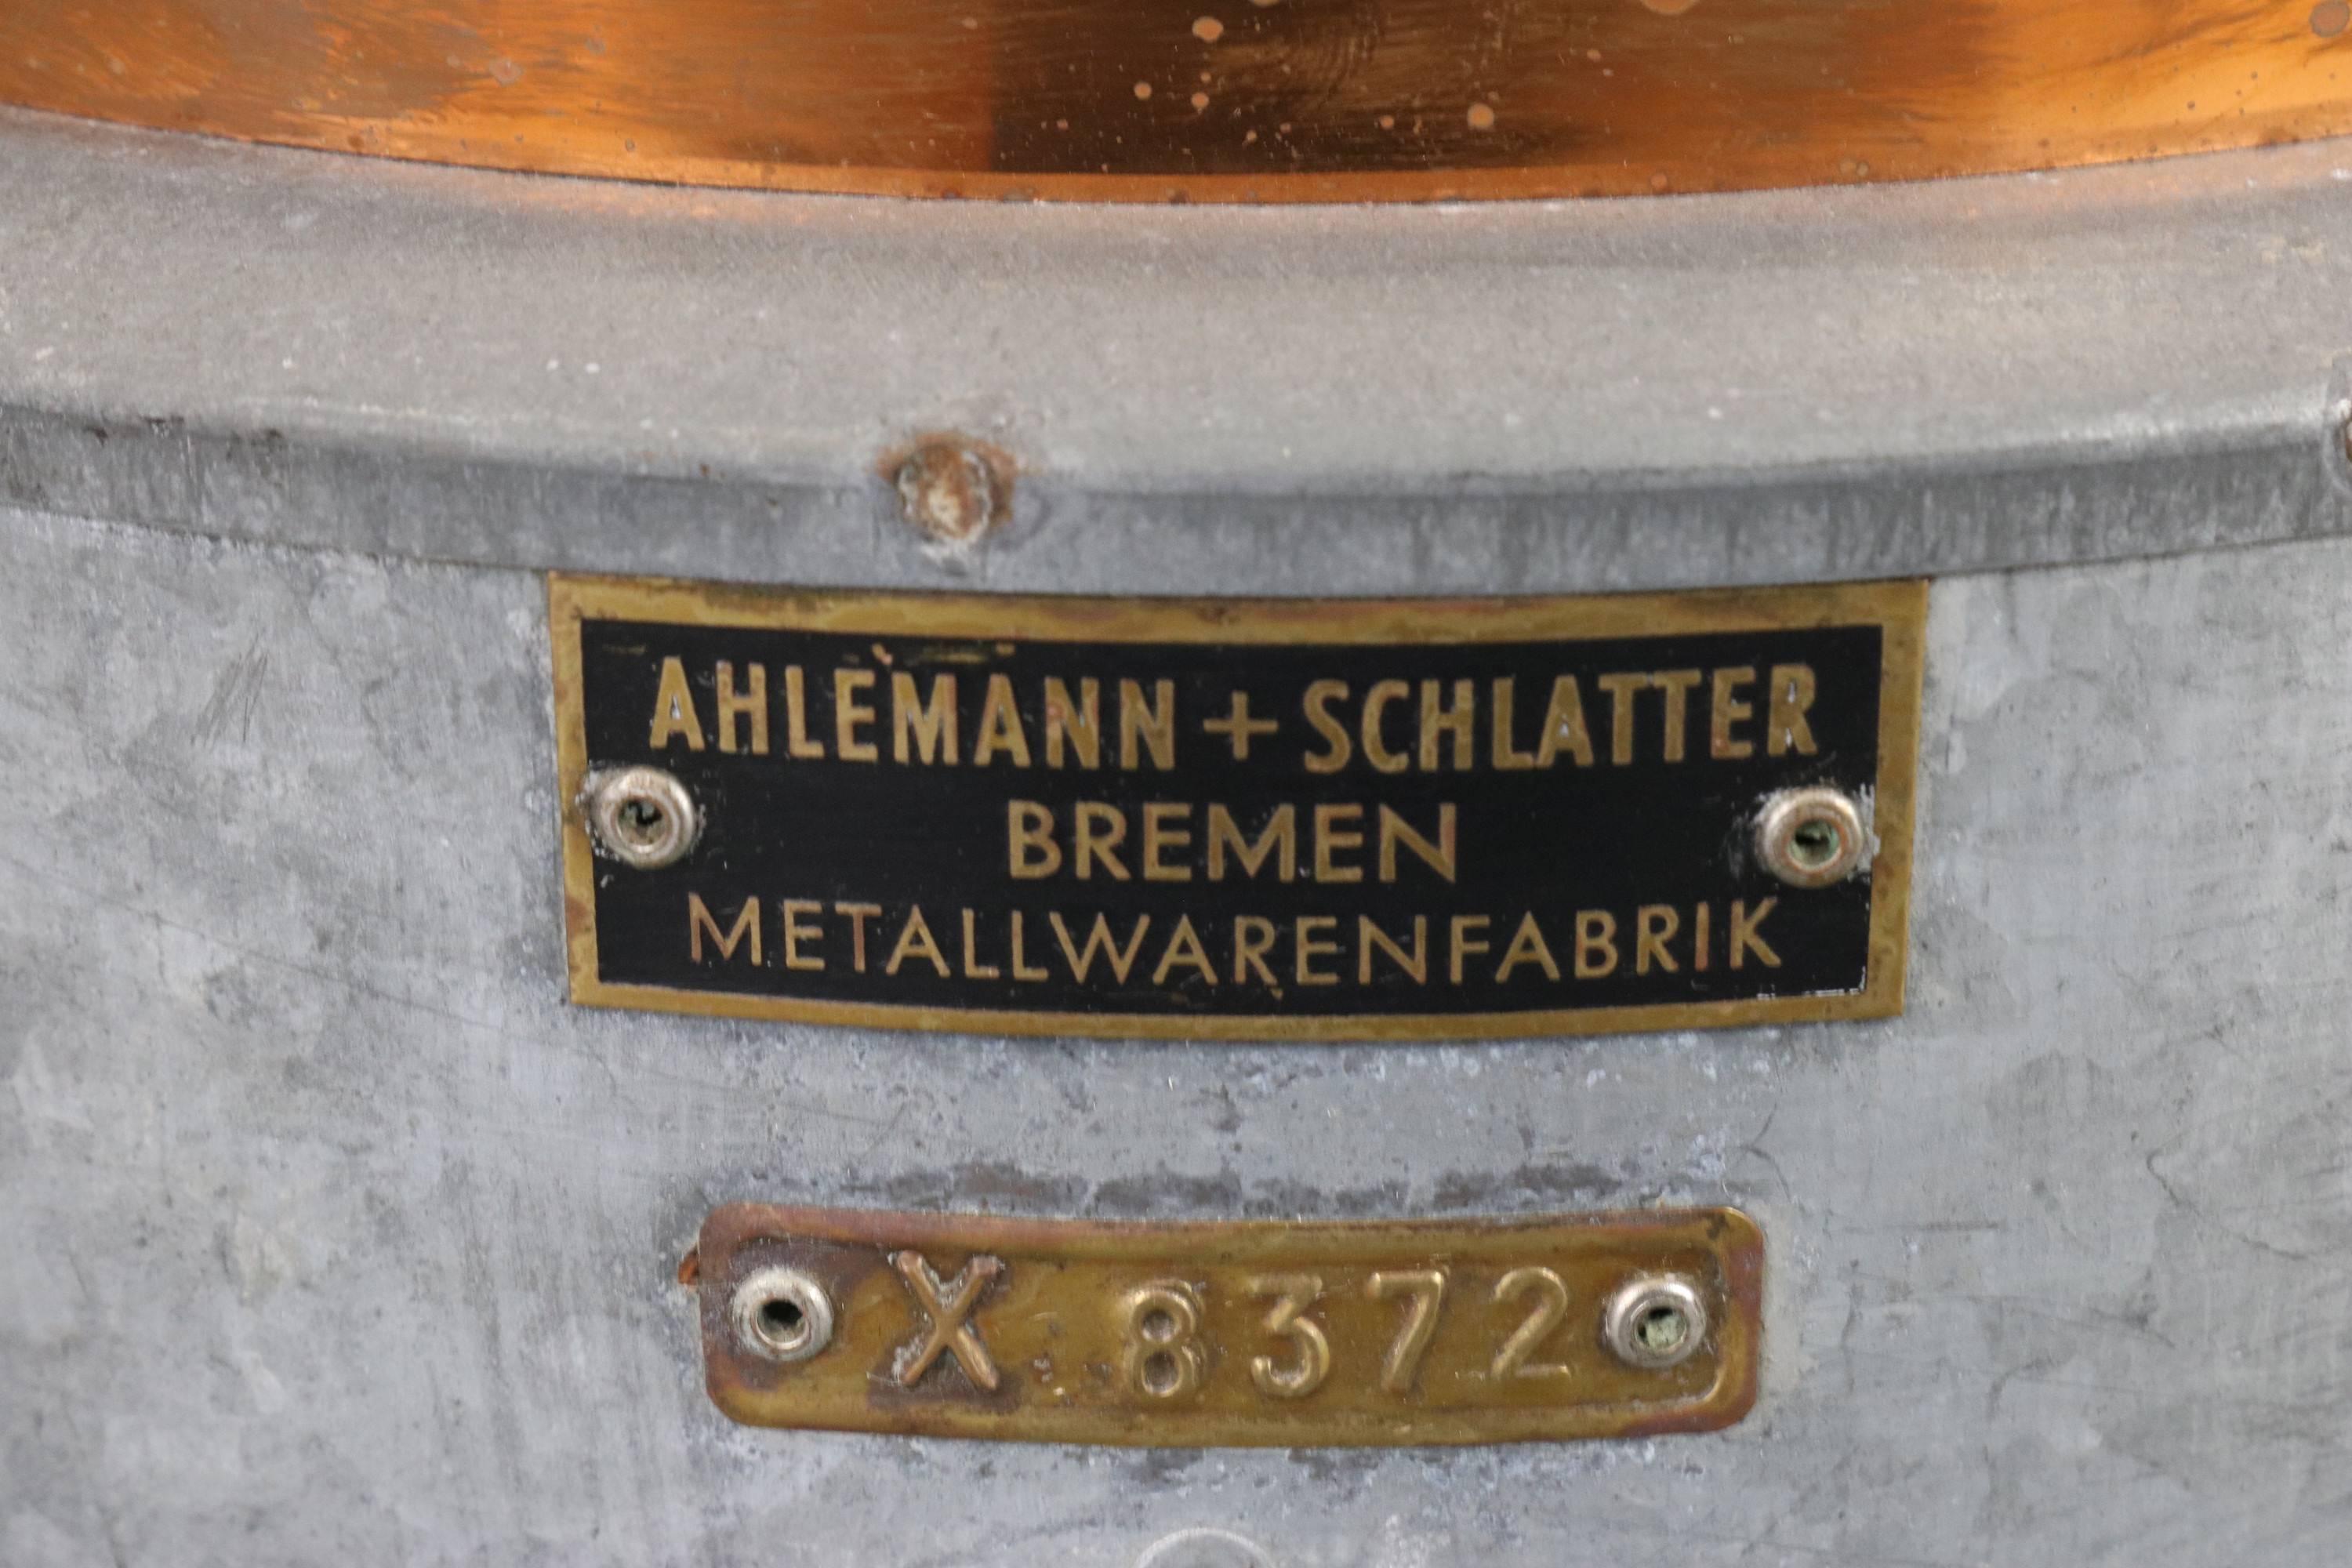 AHLEMANN + SCHLATTER
BREMEN
METALLWARENFABRIK
X 8372